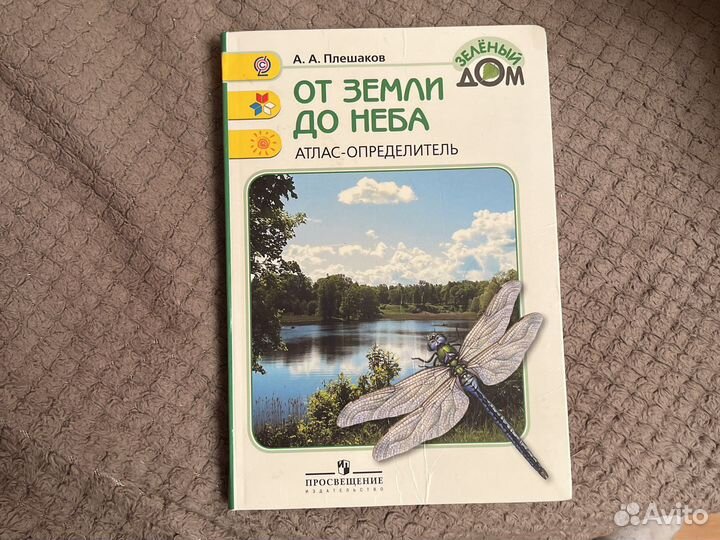 А. А. Плешаков
ЗЕЛЁНЫЙ
ДОМ
ОТ ЗЕМЛИ
ДО НЕБА
АТЛАС-ОПРЕДЕЛИТЕЛЬ
ПРОСВЕЩЕНИЕ
ИЗДАТЕЛЬСТВО
Avito